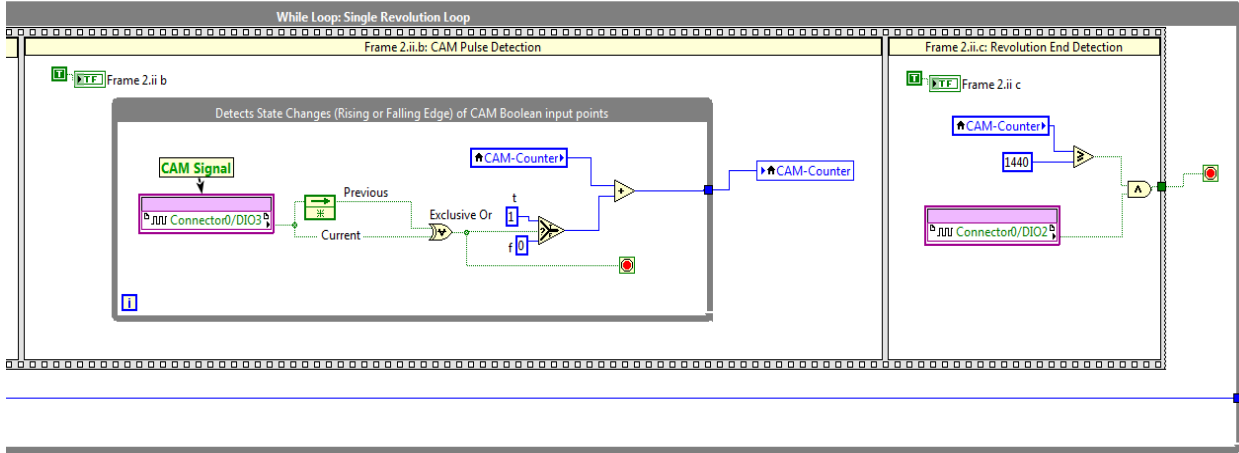 While Loop: Single Revolution Loop
Frame 2.ii.b: CAM Pulse Detection
Frame 2.ii.c: Revolution End Detection
T
TF
Frame 2.ii b
T
TF
Frame 2.ii c
Detects State Changes (Rising or Falling Edge) of CAM Boolean input points
CAM Signal
Connector0/DIO3
Previous
Current
Exclusive Or
CAM-Counter
t
1
f
0
?
+
i
CAM-Counter
CAM-Counter
1440
≥
∧
Connector0/DIO2